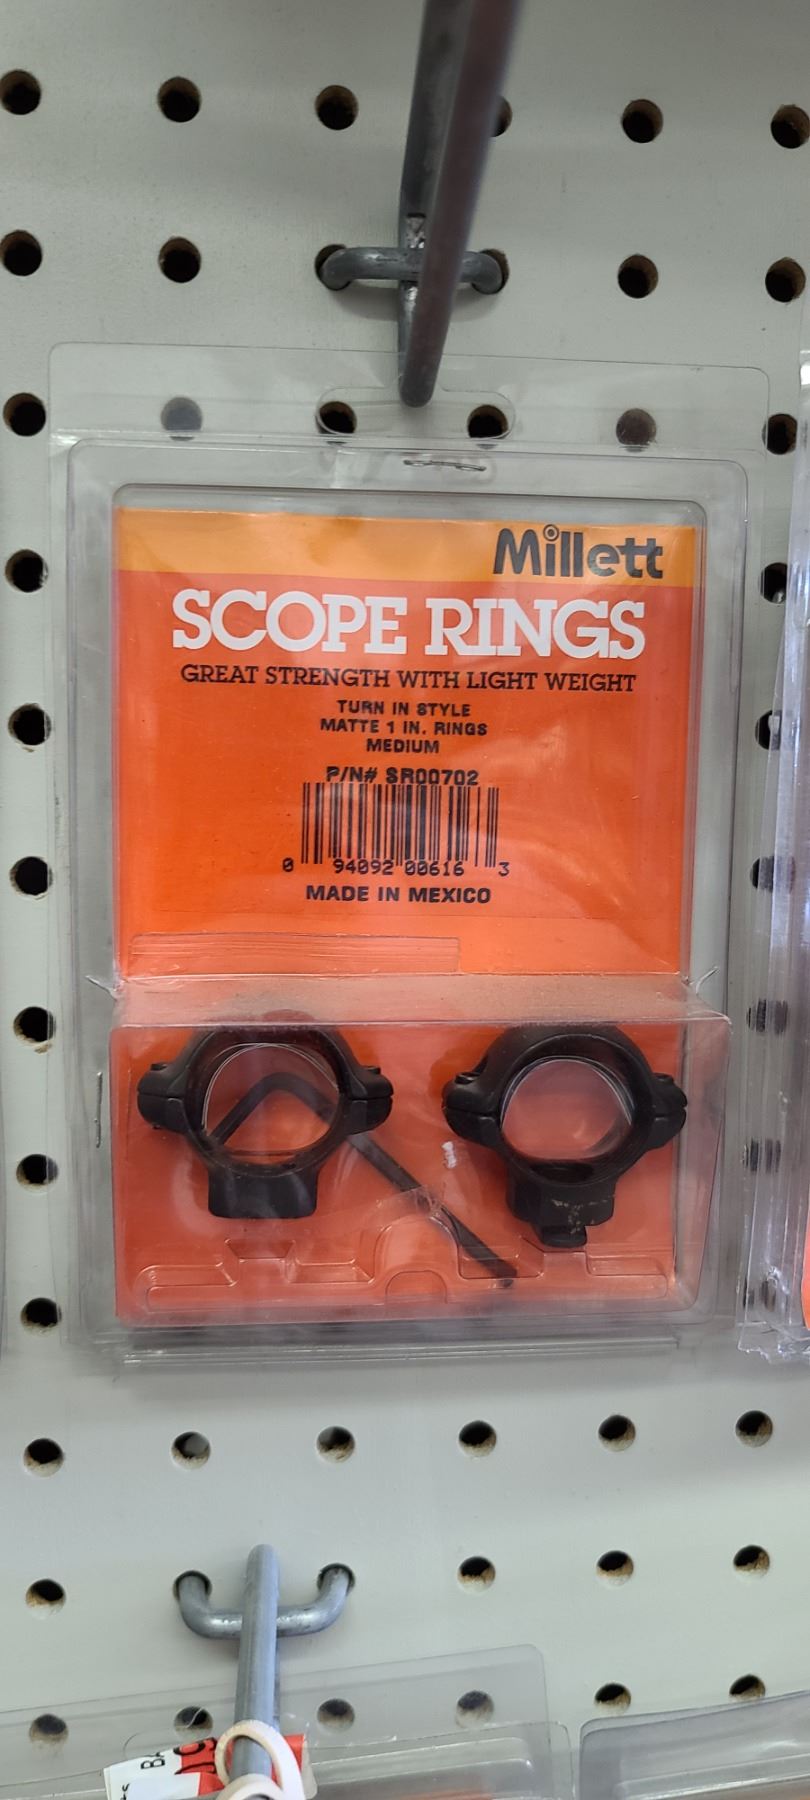 Millett
SCOPE RINGS
GREAT STRENGTH WITH LIGHT WEIGHT
TURN IN STYLE
MATTE 1 IN. RINGS
MEDIUM
P/N# SR00702
0 94092 00616 3
MADE IN MEXICO